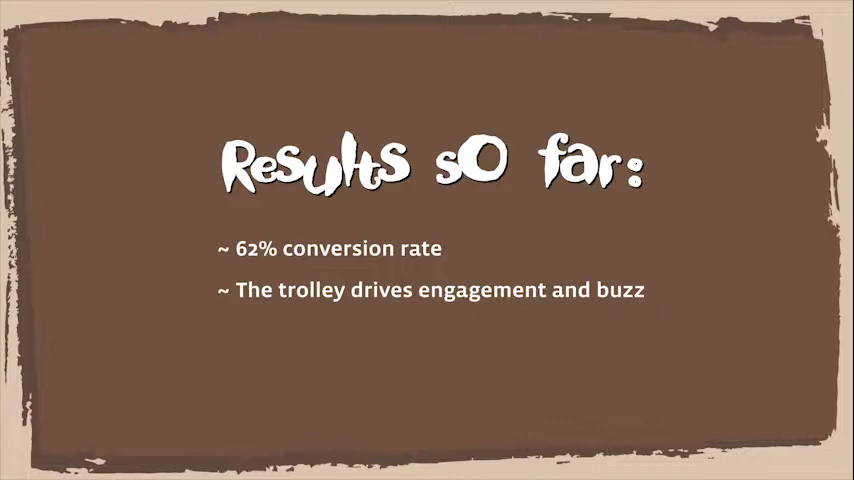 Results so far:
~ 62% conversion rate
~ The trolley drives engagement and buzz